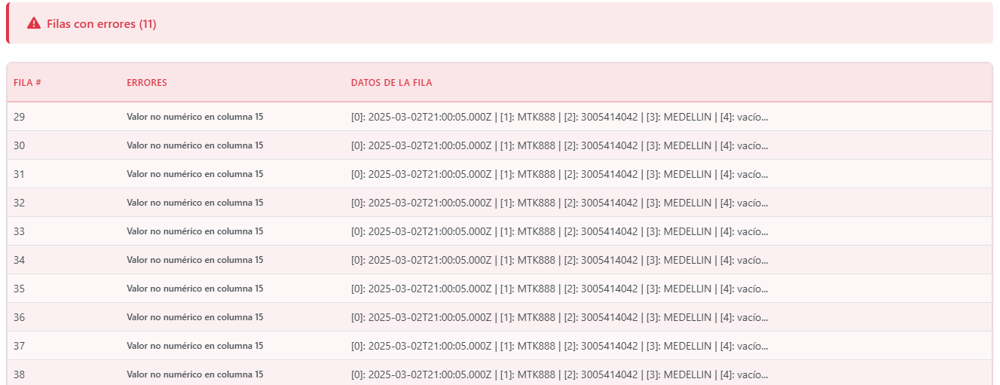 Filas con errores (11)
FILA # ERRORES DATOS DE LA FILA
29 Valor no numérico en columna 15 [0]: 2025-03-02T21:00:05.000Z | [1]: MTK888 | [2]: 3005414042 | [3]: MEDELLIN | [4]: vacío...
30 Valor no numérico en columna 15 [0]: 2025-03-02T21:00:05.000Z | [1]: MTK888 | [2]: 3005414042 | [3]: MEDELLIN | [4]: vacío...
31 Valor no numérico en columna 15 [0]: 2025-03-02T21:00:05.000Z | [1]: MTK888 | [2]: 3005414042 | [3]: MEDELLIN | [4]: vacío...
32 Valor no numérico en columna 15 [0]: 2025-03-02T21:00:05.000Z | [1]: MTK888 | [2]: 3005414042 | [3]: MEDELLIN | [4]: vacío...
33 Valor no numérico en columna 15 [0]: 2025-03-02T21:00:05.000Z | [1]: MTK888 | [2]: 3005414042 | [3]: MEDELLIN | [4]: vacío...
34 Valor no numérico en columna 15 [0]: 2025-03-02T21:00:05.000Z | [1]: MTK888 | [2]: 3005414042 | [3]: MEDELLIN | [4]: vacío...
35 Valor no numérico en columna 15 [0]: 2025-03-02T21:00:05.000Z | [1]: MTK888 | [2]: 3005414042 | [3]: MEDELLIN | [4]: vacío...
36 Valor no numérico en columna 15 [0]: 2025-03-02T21:00:05.000Z | [1]: MTK888 | [2]: 3005414042 | [3]: MEDELLIN | [4]: vacío...
37 Valor no numérico en columna 15 [0]: 2025-03-02T21:00:05.000Z | [1]: MTK888 | [2]: 3005414042 | [3]: MEDELLIN | [4]: vacío...
38 Valor no numérico en columna 15 [0]: 2025-03-02T21:00:05.000Z | [1]: MTK888 | [2]: 3005414042 | [3]: MEDELLIN | [4]: vacío...